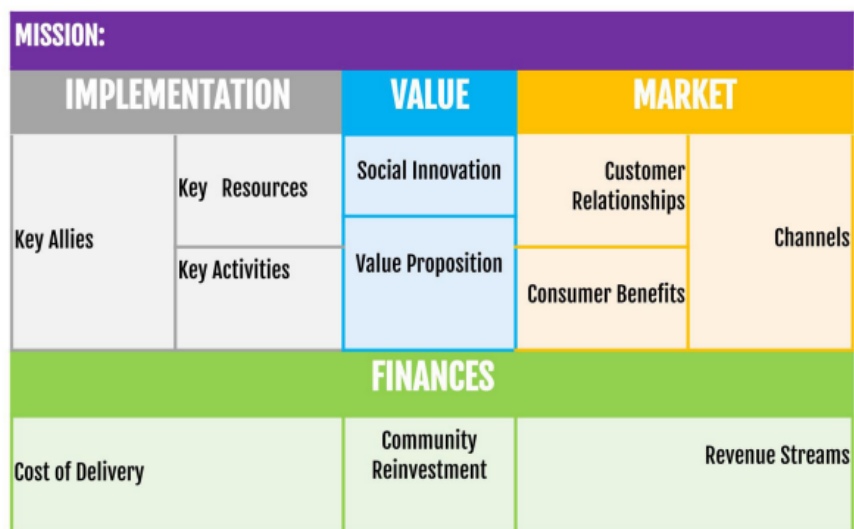 MISSION:
IMPLEMENTATION
VALUE
MARKET
Key Allies
Key Resources
Key Activities
Social Innovation
Value Proposition
Customer
Relationships
Consumer Benefits
Channels
FINANCES
Cost of Delivery
Community
Reinvestment
Revenue Streams